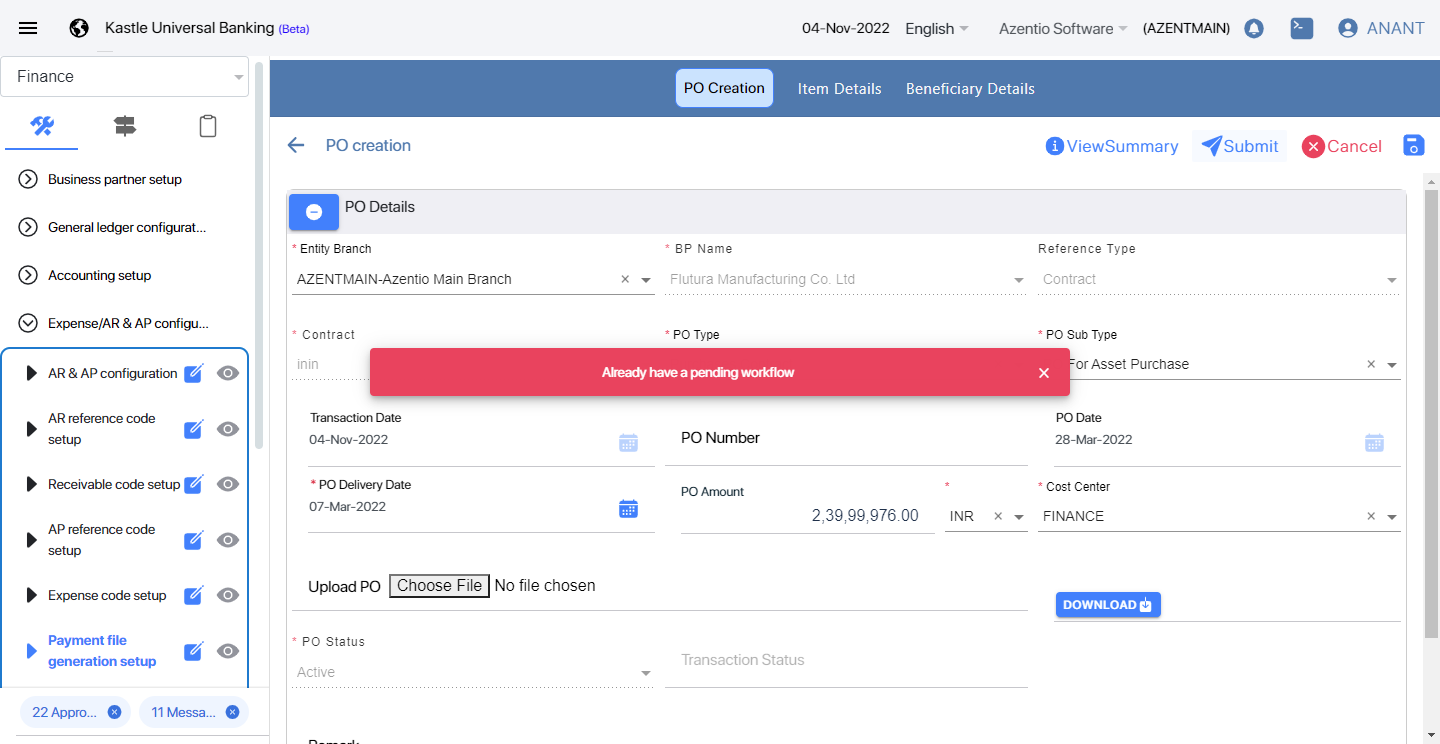 Kastle Universal Banking (Beta)
04-Nov-2022
English
Azentio Software
(AZENTMAIN)
ANANT
Finance
PO Creation
Item Details
Beneficiary Details
PO creation
ViewSummary
Submit
Cancel
Business partner setup
General ledger configurat...
Accounting setup
Expense/AR & AP configu...
AR & AP configuration
AR reference code
setup
Receivable code setup
AP reference code
setup
Expense code setup
Payment file
generation setup
22 Appro...
11 Messa...
PO Details
* Entity Branch
AZENTMAIN-Azentio Main Branch
* BP Name
Flutura Manufacturing Co. Ltd
Reference Type
Contract
* Contract
inin
* PO Type
* PO Sub Type
For Asset Purchase
Already have a pending workflow
Transaction Date
04-Nov-2022
PO Number
PO Date
28-Mar-2022
* PO Delivery Date
07-Mar-2022
PO Amount
2,39,99,976.00
*
INR
* Cost Center
FINANCE
Upload PO Choose File No file chosen
DOWNLOAD
* PO Status
Active
Transaction Status